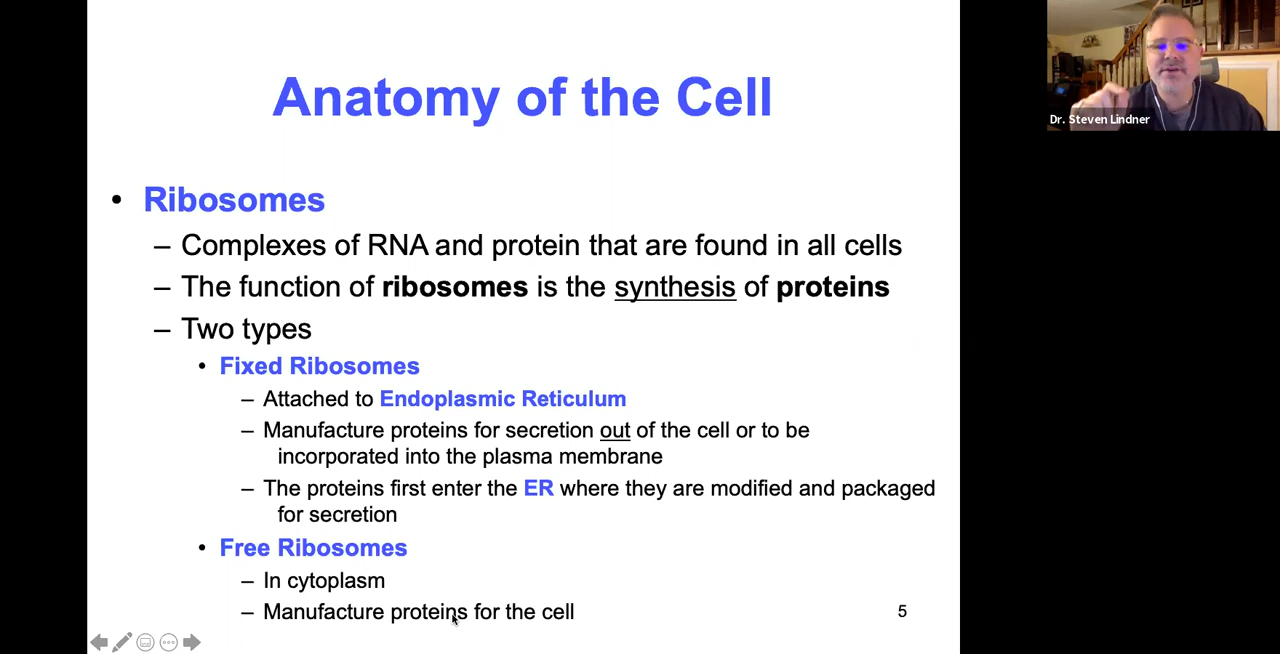 Anatomy of the Cell
Dr. Steven Lindner
• Ribosomes
– Complexes of RNA and protein that are found in all cells
– The function of ribosomes is the synthesis of proteins
– Two types
• Fixed Ribosomes
– Attached to Endoplasmic Reticulum
– Manufacture proteins for secretion out of the cell or to be
incorporated into the plasma membrane
– The proteins first enter the ER where they are modified and packaged
for secretion
• Free Ribosomes
– In cytoplasm
– Manufacture proteins for the cell
5